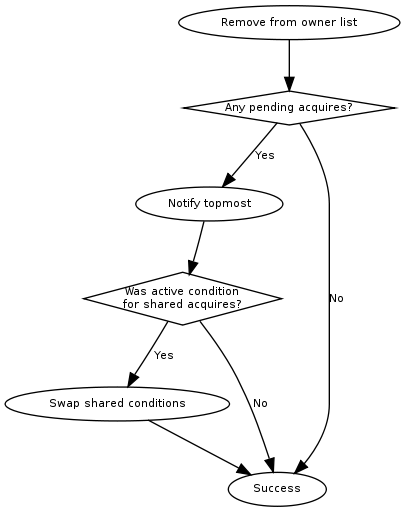 Remove from owner list
Any pending acquires?
Yes
Notify topmost
Was active condition
for shared acquires?
No
Yes
Swap shared conditions
No
Success